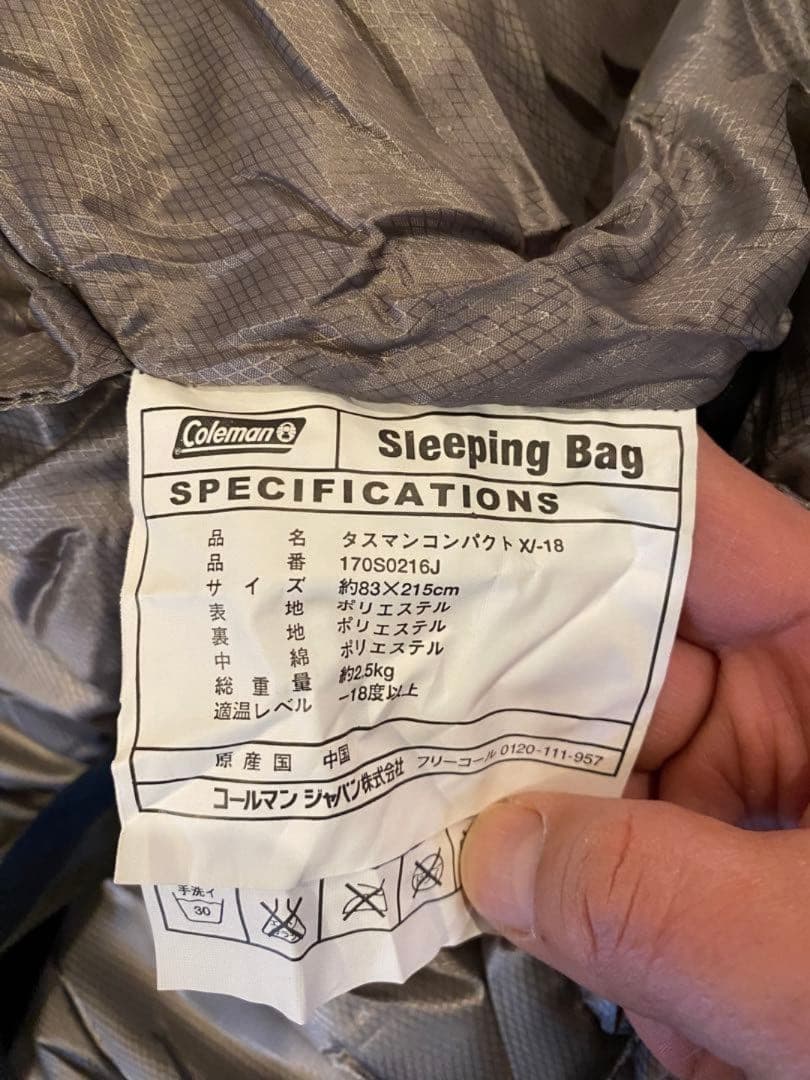 Coleman
Sleeping Bag
SPECIFICATIONS
品 名 タスマンコンパクトX/-18
品 番 170S0216J
サ イ ズ 約83×215cm
表 地 ポリエステル
裏 地 ポリエステル
中 綿 ポリエステル
総 重 量 約2.5kg
適温レベル -18度以上
原 産 国 中国
コールマン ジャパン株式会社 フリーコール 0120-111-957
手洗イ
30